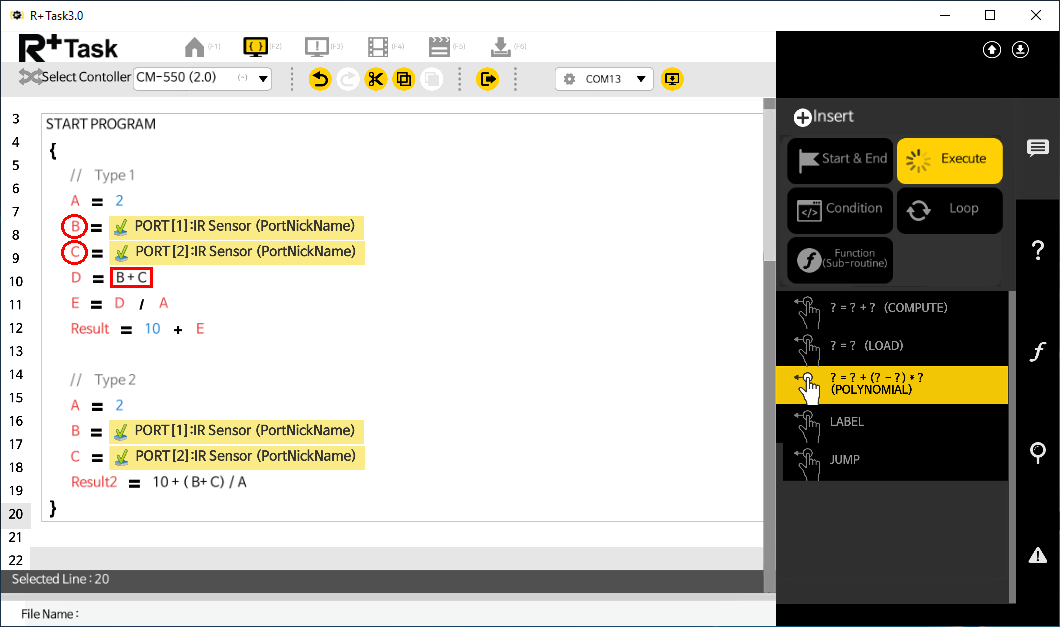 R+Task3.0
R+Task
(F1)
(F2)
(F3)
(F4)
(F5)
(F6)
Select Contoller
CM-550 (2.0)
(-)
COM13
3
4
5
6
7
8
9
10
11
12
13
14
15
16
17
18
19
20
21
22
START PROGRAM
{
// Type 1
A = 2
B = PORT[1]:IR Sensor (PortNickName)
C = PORT[2]:IR Sensor (PortNickName)
D = B+C
E = D / A
Result = 10 + E
// Type 2
A = 2
B = PORT[1]:IR Sensor (PortNickName)
C = PORT[2]:IR Sensor (PortNickName)
Result2 = 10 + ( B+ C) / A
}
Selected Line : 20
File Name :
Insert
Start & End
Execute
Condition
Loop
Function
(Sub-routine)
? = ? + ? (COMPUTE)
? = ? (LOAD)
? = ? + (? - ?) * ?
(POLYNOMIAL)
LABEL
JUMP